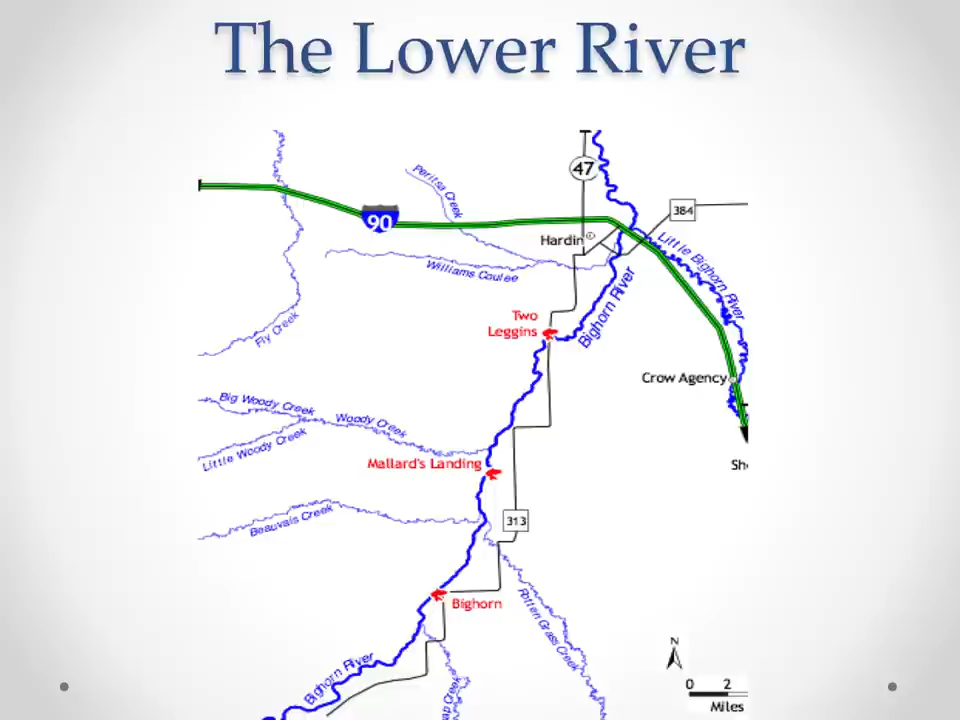 The Lower River
47
Peritsa Creek
384
90
Hardin
Little Bighorn River
Williams Coulee
Bighorn River
Two
Leggins
Fly Creek
Crow Agency
Big Woody Creek
Woody Creek
Little Woody Creek
Mallard's Landing
Beauvais Creek
313
Bighorn
Rotten Grass Creek
N
Bighorn River
0 2
Miles